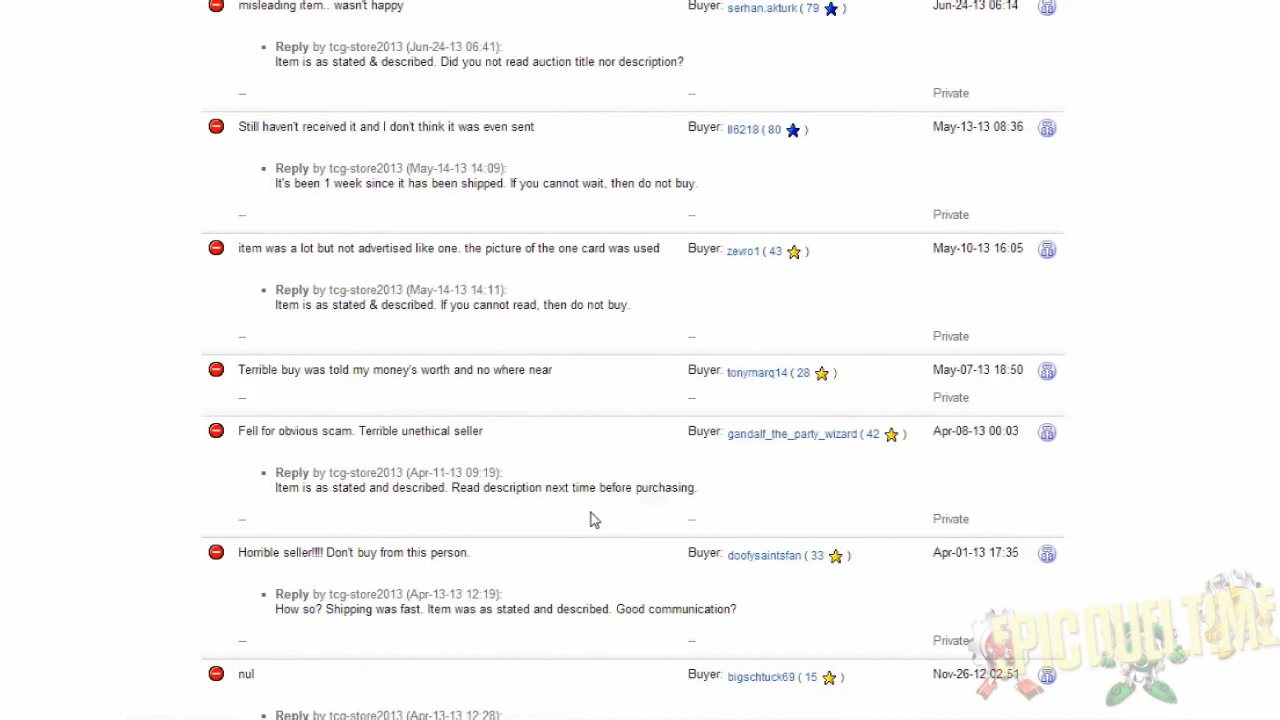 misleading item.. wasn't happy Buyer: serhan.akturk ( 79 ) Jun-24-13 06:14
Reply by tcg-store2013 (Jun-24-13 06:41):
Item is as stated & described. Did you not read auction title nor description?
-- -- Private
Still haven't received it and I don't think it was even sent Buyer: ll6218 ( 80 ) May-13-13 08:36
Reply by tcg-store2013 (May-14-13 14:09):
It's been 1 week since it has been shipped. If you cannot wait, then do not buy.
-- -- Private
item was a lot but not advertised like one. the picture of the one card was used Buyer: zevro1 ( 43 ) May-10-13 16:05
Reply by tcg-store2013 (May-14-13 14:11):
Item is as stated & described. If you cannot read, then do not buy.
-- -- Private
Terrible buy was told my money's worth and no where near Buyer: tonymarq14 ( 28 ) May-07-13 18:50
-- -- Private
Fell for obvious scam. Terrible unethical seller Buyer: gandalf_the_party_wizard ( 42 ) Apr-08-13 00:03
Reply by tcg-store2013 (Apr-11-13 09:19):
Item is as stated and described. Read description next time before purchasing.
-- -- Private
Horrible seller!!!! Don't buy from this person. Buyer: doofysaintsfan ( 33 ) Apr-01-13 17:35
Reply by tcg-store2013 (Apr-13-13 12:19):
How so? Shipping was fast. Item was as stated and described. Good communication?
-- -- Private
EPIC DUEL TIME
nul Buyer: bigschtuck69 ( 15 ) Nov-26-12 02:51
Reply by tcg-store2013 (Apr-13-13 12:28):